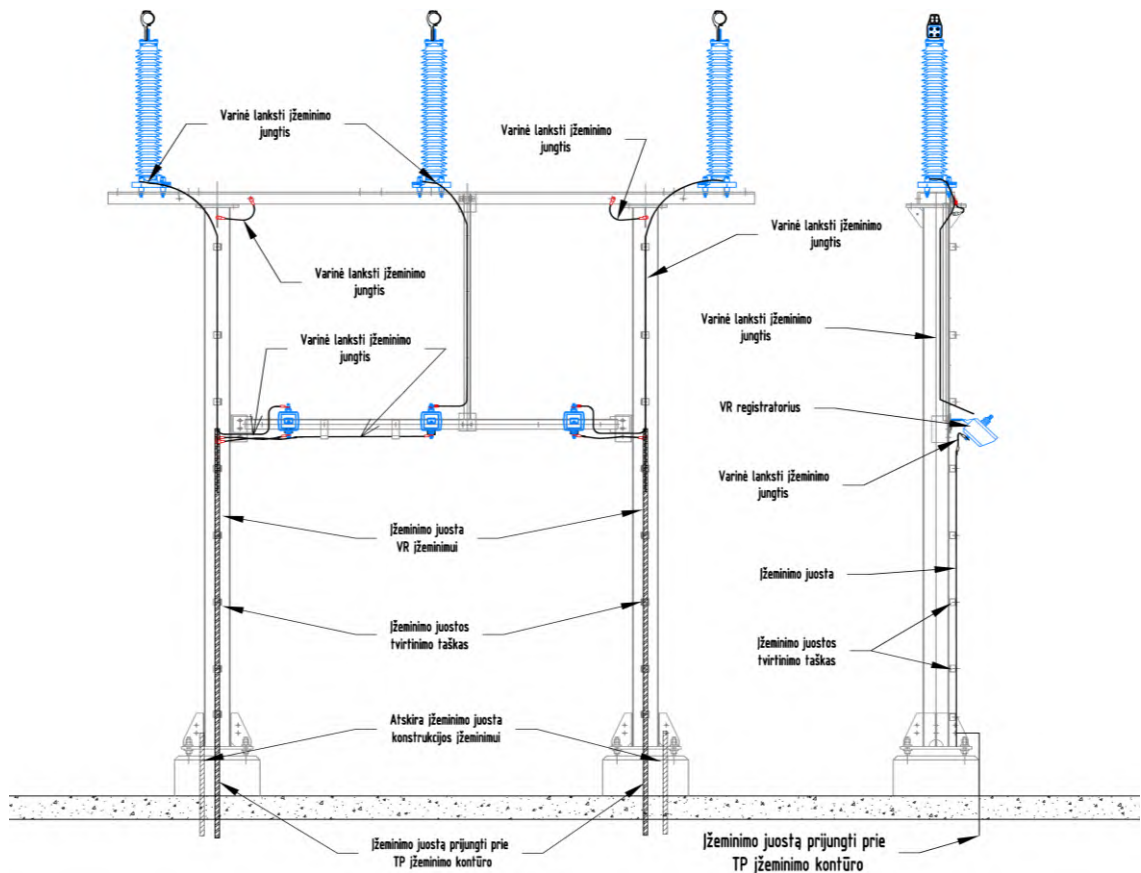 Varinė lanksti įžeminimo
jungtis
Varinė lanksti įžeminimo
jungtis
Varinė lanksti įžeminimo
jungtis
Varinė lanksti įžeminimo
jungtis
Varinė lanksti įžeminimo
jungtis
Varinė lanksti įžeminimo
jungtis
VR registratorius
Varinė lanksti įžeminimo
jungtis
Įžeminimo juosta
VR įžeminimui
Įžeminimo juosta
Įžeminimo juostos
tvirtinimo taškas
Įžeminimo juostos
tvirtinimo taškas
Atskira įžeminimo juosta
konstrukcijos įžeminimui
Įžeminimo juostą prijungti prie
TP įžeminimo kontūro
Įžeminimo juostą prijungti prie
TP įžeminimo kontūro